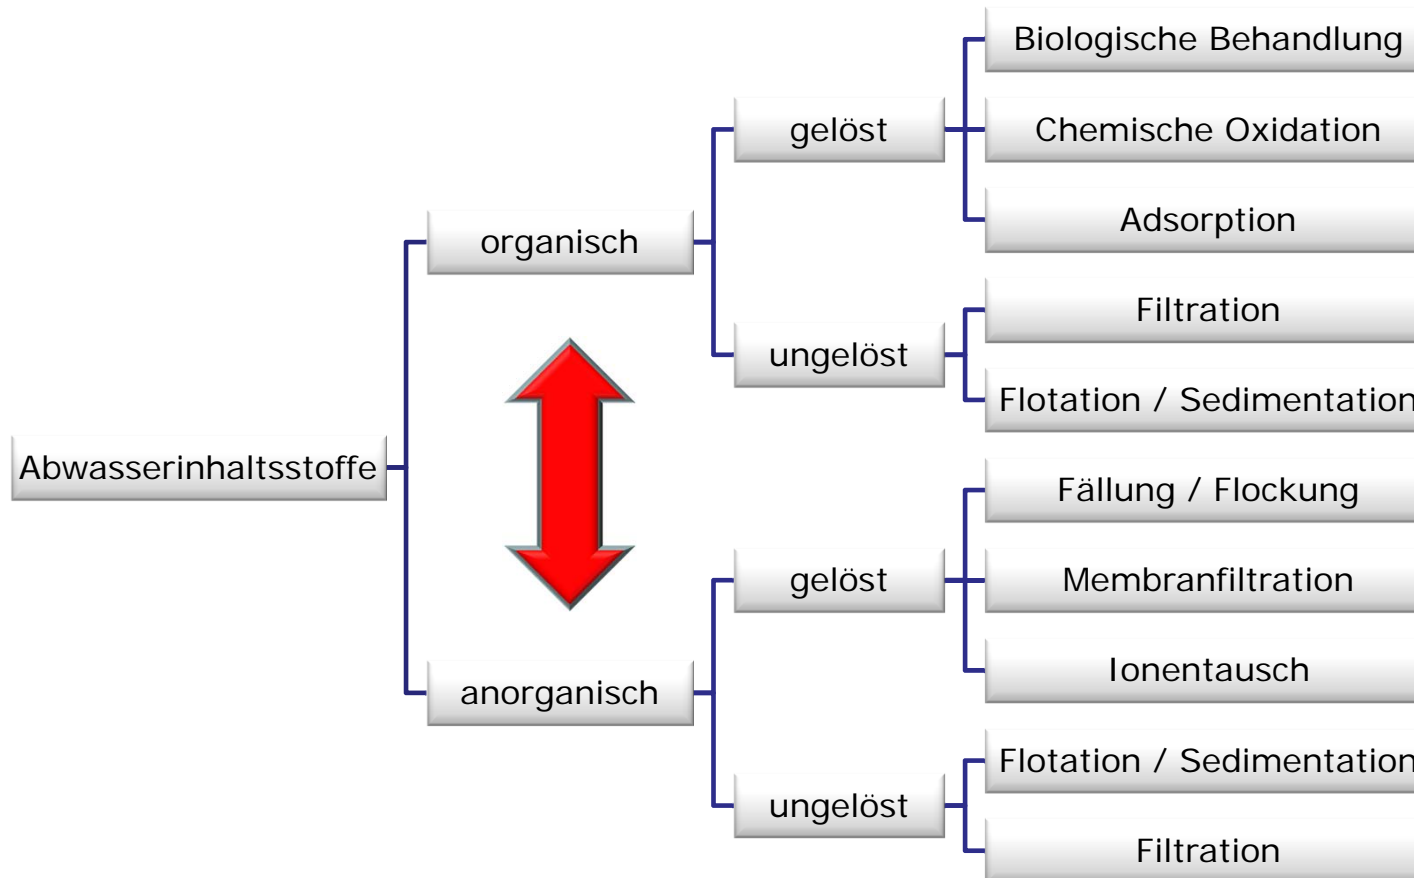 Abwasserinhaltsstoffe
organisch
gelöst
Biologische Behandlung
Chemische Oxidation
Adsorption
ungelöst
Filtration
Flotation / Sedimentation
anorganisch
gelöst
Fällung / Flockung
Membranfiltration
Ionentausch
ungelöst
Flotation / Sedimentation
Filtration